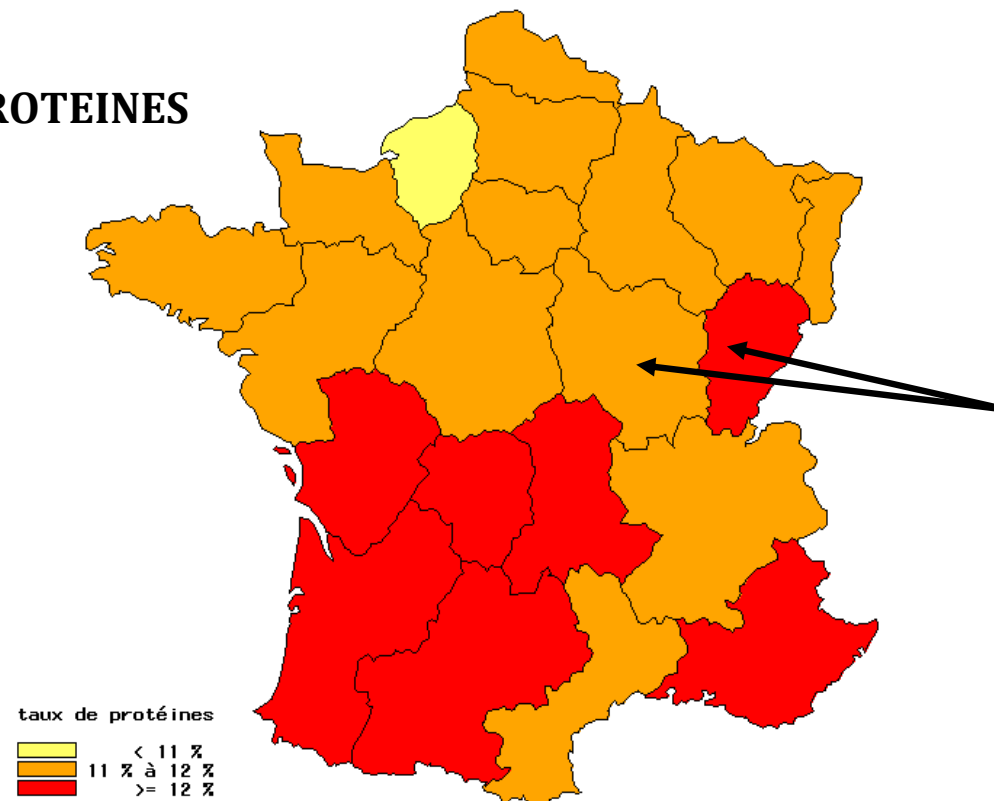 ROTEINES
taux de protéines
< 11 %
11 % à 12 %
>= 12 %